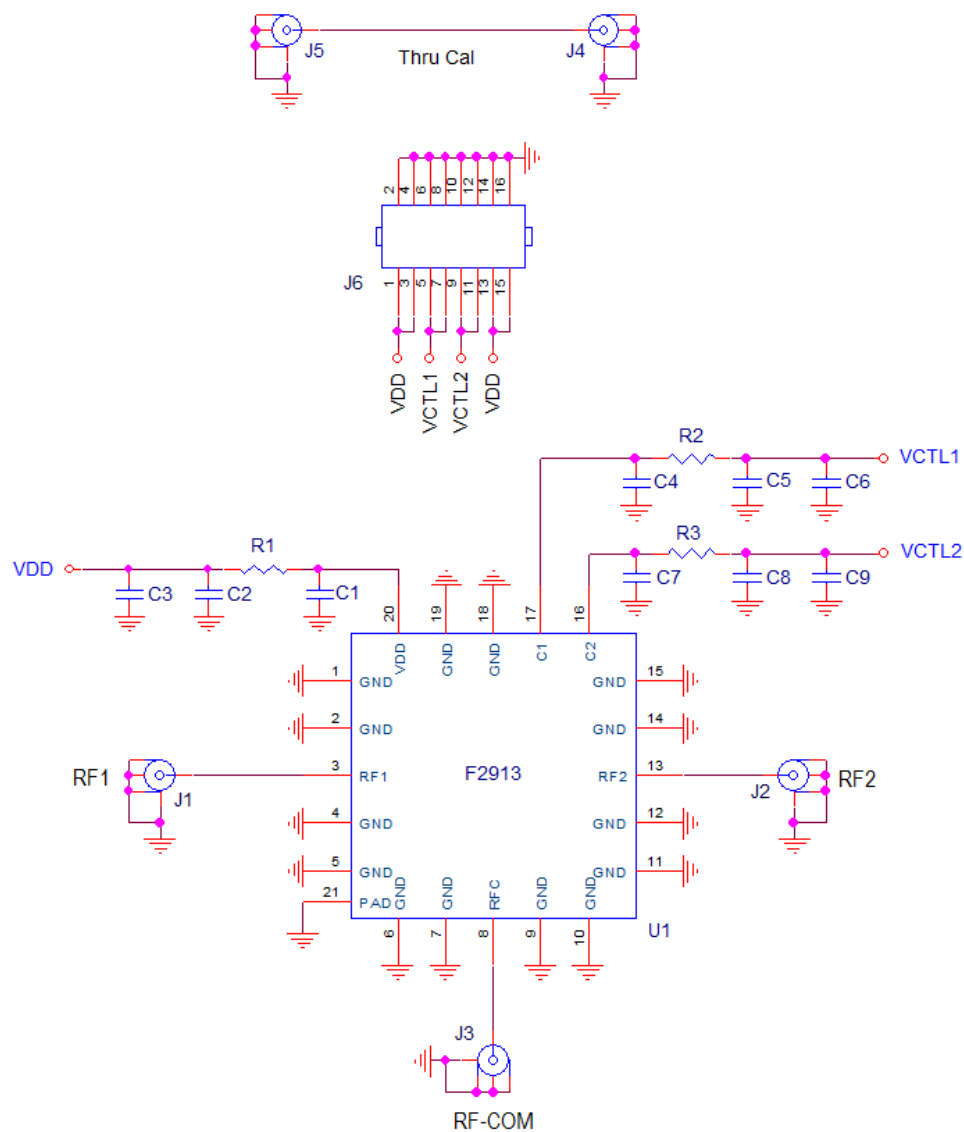 J5
Thru Cal
J4
2
4
6
8
10
12
14
16
J6
1
3
5
7
9
11
13
15
VDD
VCTL1
VCTL2
VDD
R2
VCTL1
C4
C5
C6
R3
VCTL2
C7
C8
C9
R1
VDD
C3
C2
C1
20
19
18
17
16
VDD
GND
GND
C1
C2
1
GND
GND
15
2
GND
GND
14
RF1
J1
3
RF1
F2913
RF2
13
J2
RF2
4
GND
GND
12
5
GND
GND
11
21
PAD
GND
GND
RFC
GND
GND
U1
6
7
8
9
10
J3
RF-COM